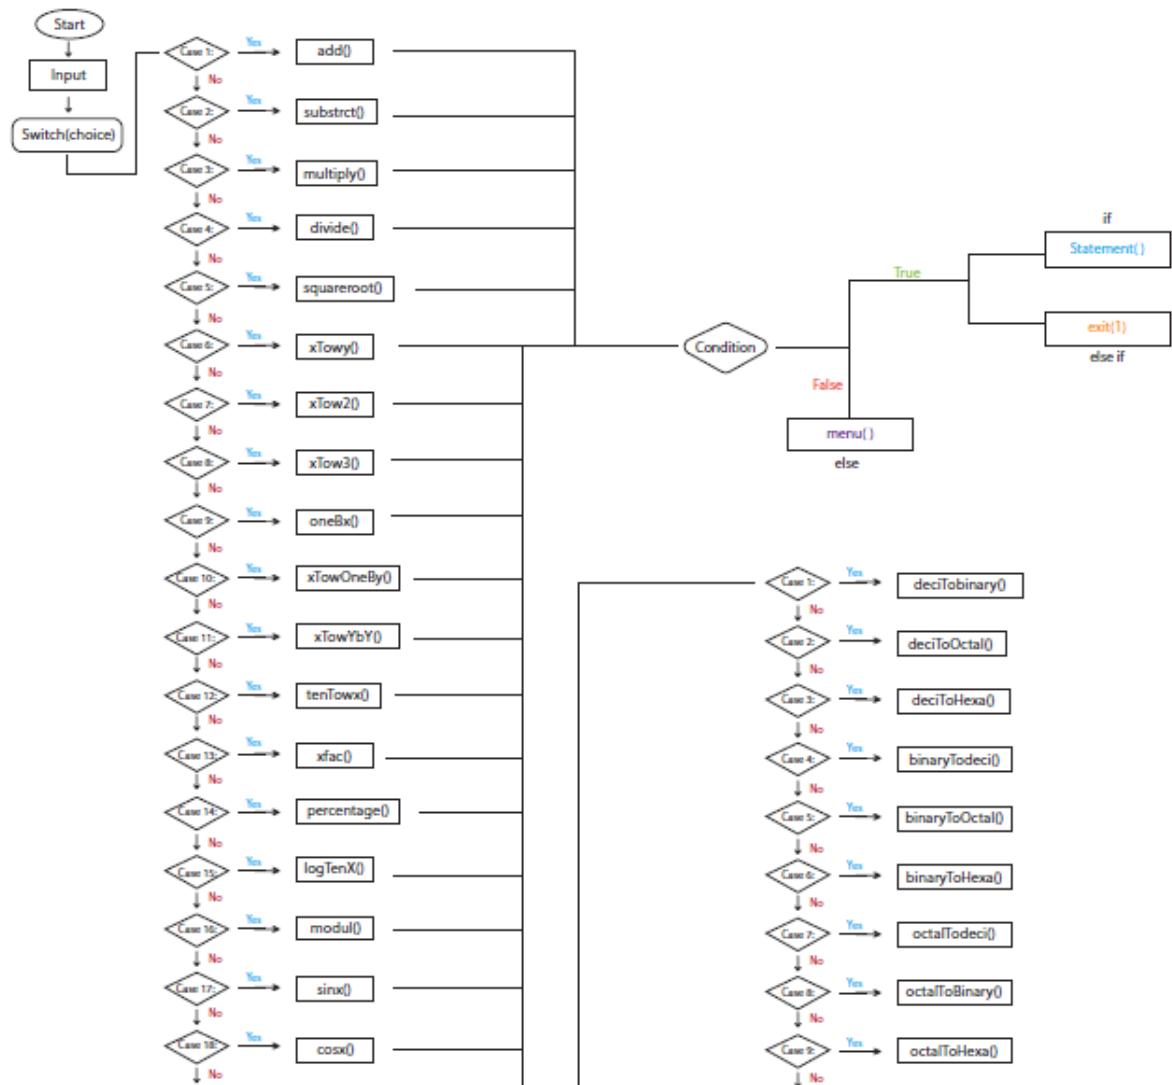 Start
Input
Switch(choice)
Case 1:
Yes
add()
No
Case 2:
Yes
substrct()
No
Case 3:
Yes
multiply()
No
Case 4:
Yes
divide()
No
Case 5:
Yes
squareroot()
No
Case 6:
Yes
xTowy()
No
Case 7:
Yes
xTow2()
No
Case 8:
Yes
xTow3()
No
Case 9:
Yes
oneBx()
No
Case 10:
Yes
xTowOneBy()
No
Case 11:
Yes
xTowYbY()
No
Case 12:
Yes
tenTowx()
No
Case 13:
Yes
xfac()
No
Case 14:
Yes
percentage()
No
Case 15:
Yes
logTenX()
No
Case 16:
Yes
modul()
No
Case 17:
Yes
sinx()
No
Case 18:
Yes
cosx()
No
Condition
True
if
Statement( )
exit(1)
else if
False
menu( )
else
Case 1:
Yes
deciTobinary()
No
Case 2:
Yes
deciToOctal()
No
Case 3:
Yes
deciToHexa()
No
Case 4:
Yes
binaryTodeci()
No
Case 5:
Yes
binaryToOctal()
No
Case 6:
Yes
binaryToHexa()
No
Case 7:
Yes
octalTodeci()
No
Case 8:
Yes
octalToBinary()
No
Case 9:
Yes
octalToHexa()
No